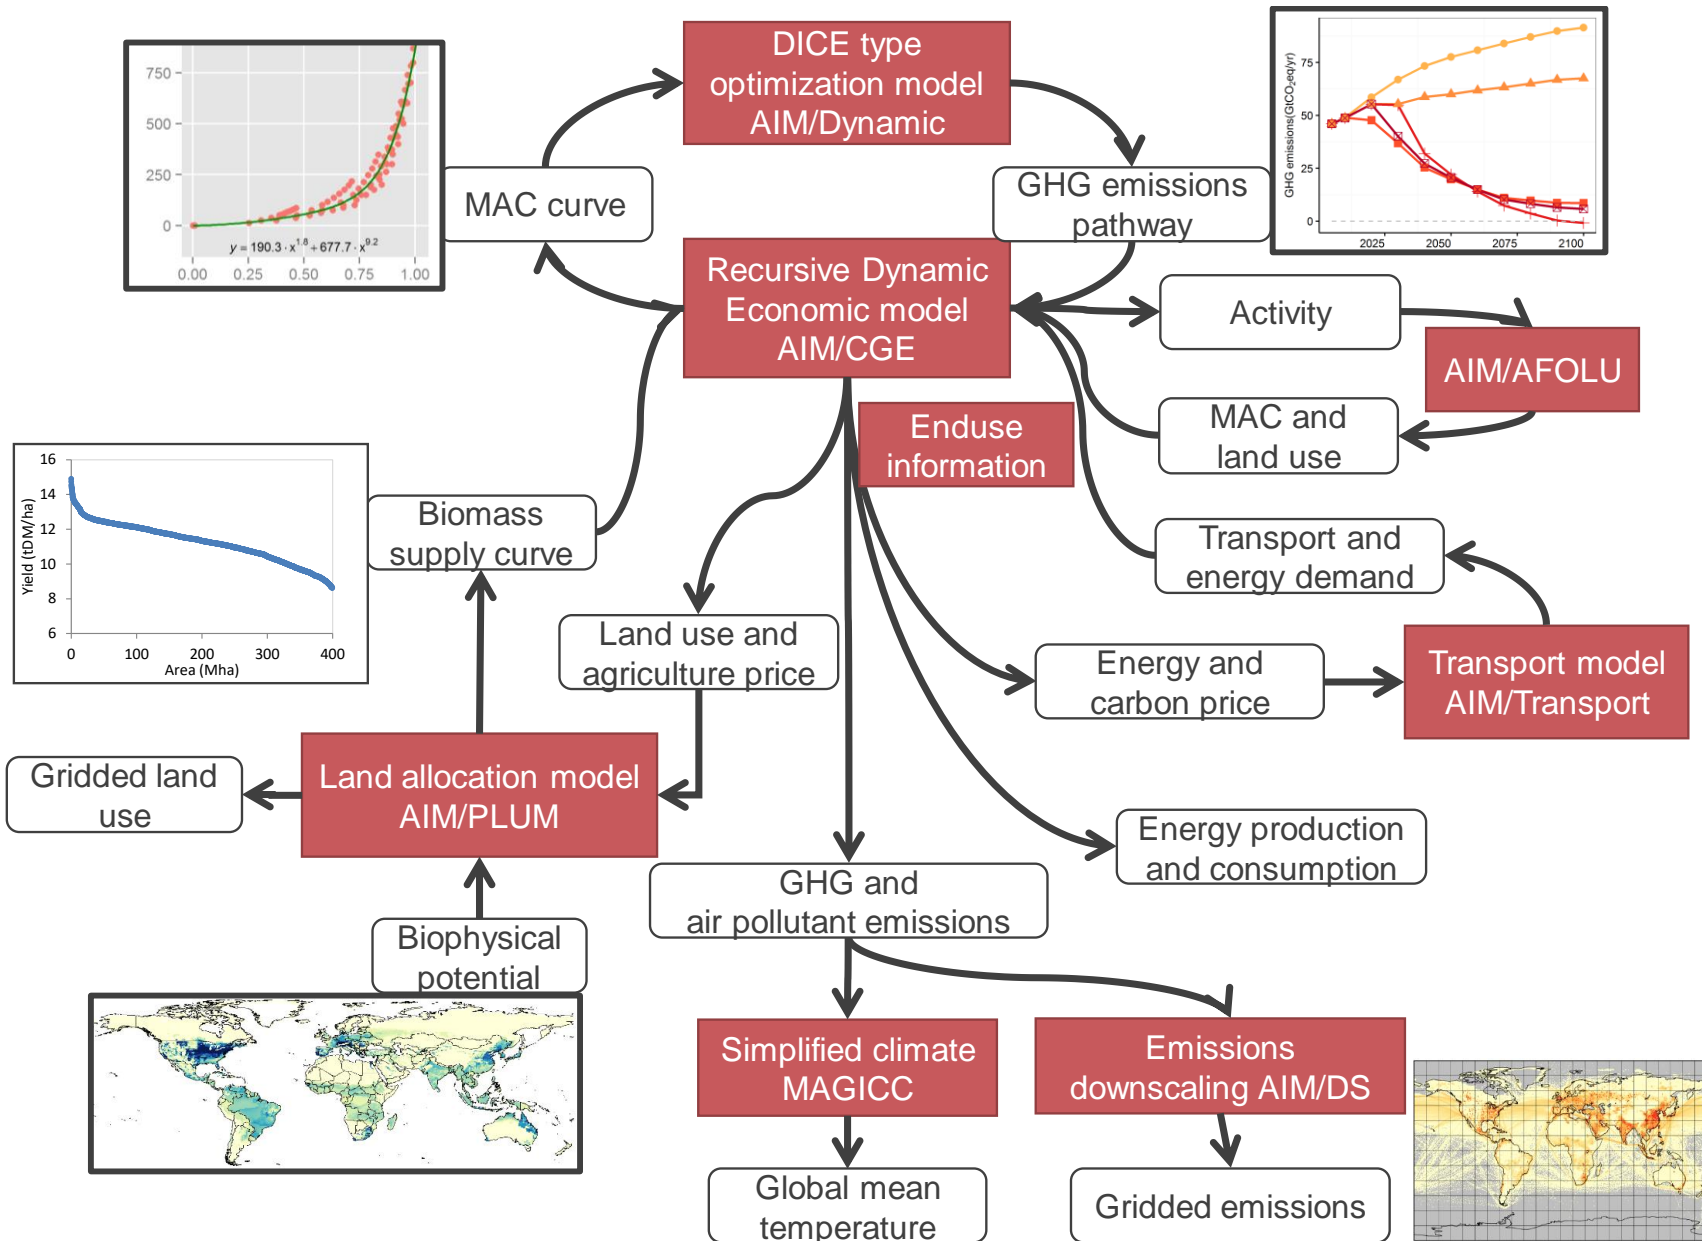 DICE type
optimization model
AIM/Dynamic
750
500
250
0
y = 190.3 · x^1.8 + 677.7 · x^9.2
0.00 0.25 0.50 0.75 1.00
MAC curve
GHG emissions
pathway
GHG emissions(GtCO2eq/yr)
75
50
25
0
2025 2050 2075 2100
Recursive Dynamic
Economic model
AIM/CGE
Activity
AIM/AFOLU
MAC and
land use
Enduse
information
Yield (tDM/ha)
16
14
12
10
8
6
0 100 200 300 400
Area (Mha)
Biomass
supply curve
Transport and
energy demand
Land use and
agriculture price
Energy and
carbon price
Transport model
AIM/Transport
Gridded land
use
Land allocation model
AIM/PLUM
Energy production
and consumption
GHG and
air pollutant emissions
Biophysical
potential
Simplified climate
MAGICC
Emissions
downscaling AIM/DS
Global mean
temperature
Gridded emissions